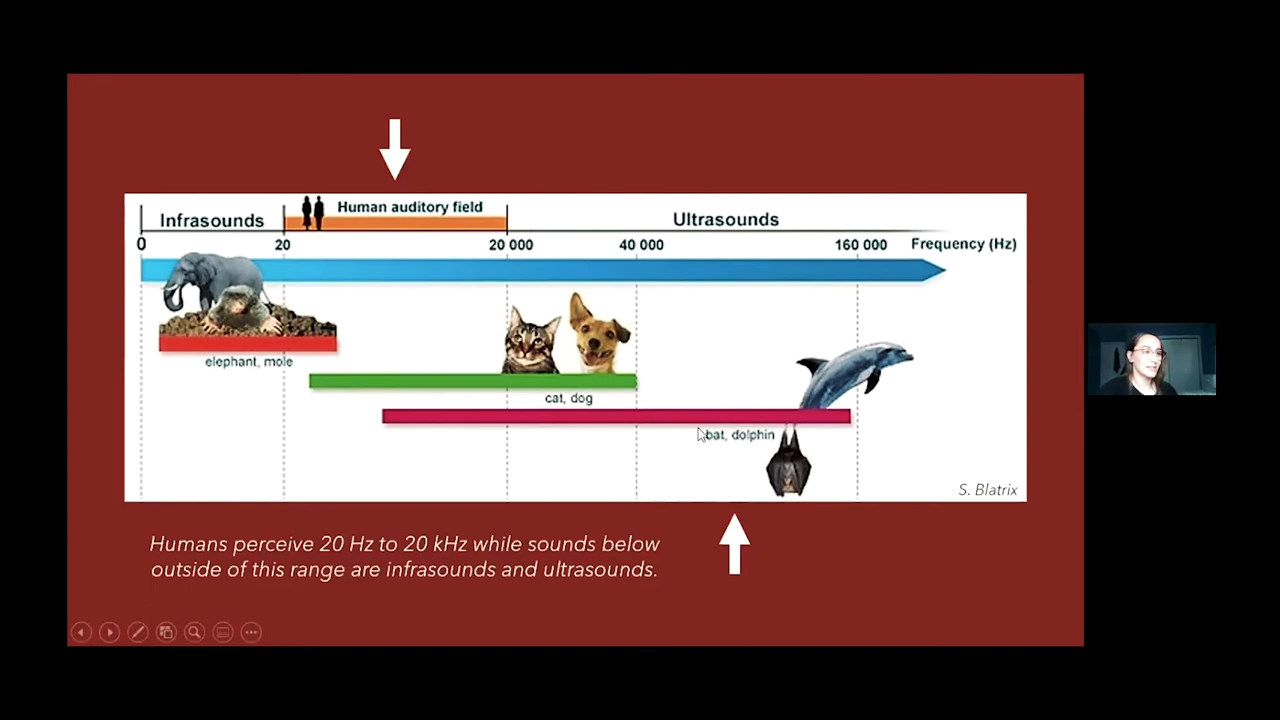 Infrasounds
Human auditory field
Ultrasounds
0 20 20 000 40 000 160 000 Frequency (Hz)
elephant, mole
cat, dog
bat, dolphin
S. Blatrix
Humans perceive 20 Hz to 20 kHz while sounds below
outside of this range are infrasounds and ultrasounds.